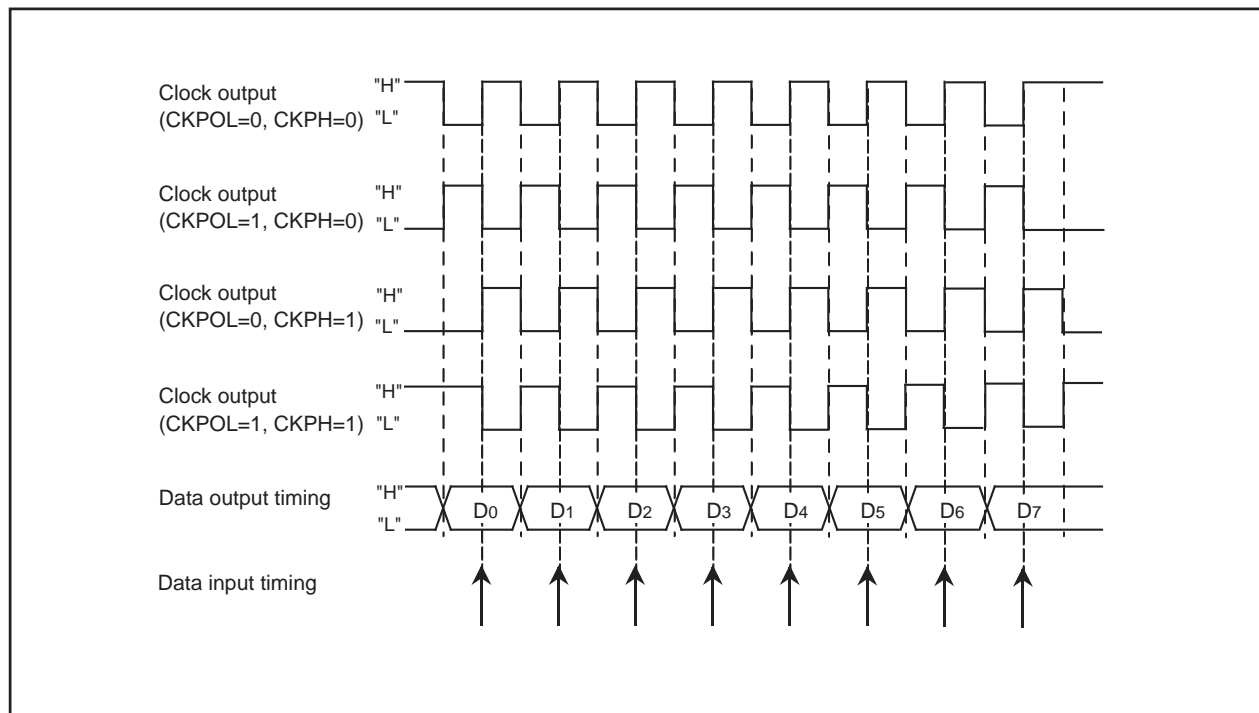 Clock output "H"
(CKPOL=0, CKPH=0) "L"
Clock output "H"
(CKPOL=1, CKPH=0) "L"
Clock output "H"
(CKPOL=0, CKPH=1) "L"
Clock output "H"
(CKPOL=1, CKPH=1) "L"
Data output timing "H"
"L"
D0 D1 D2 D3 D4 D5 D6 D7
Data input timing